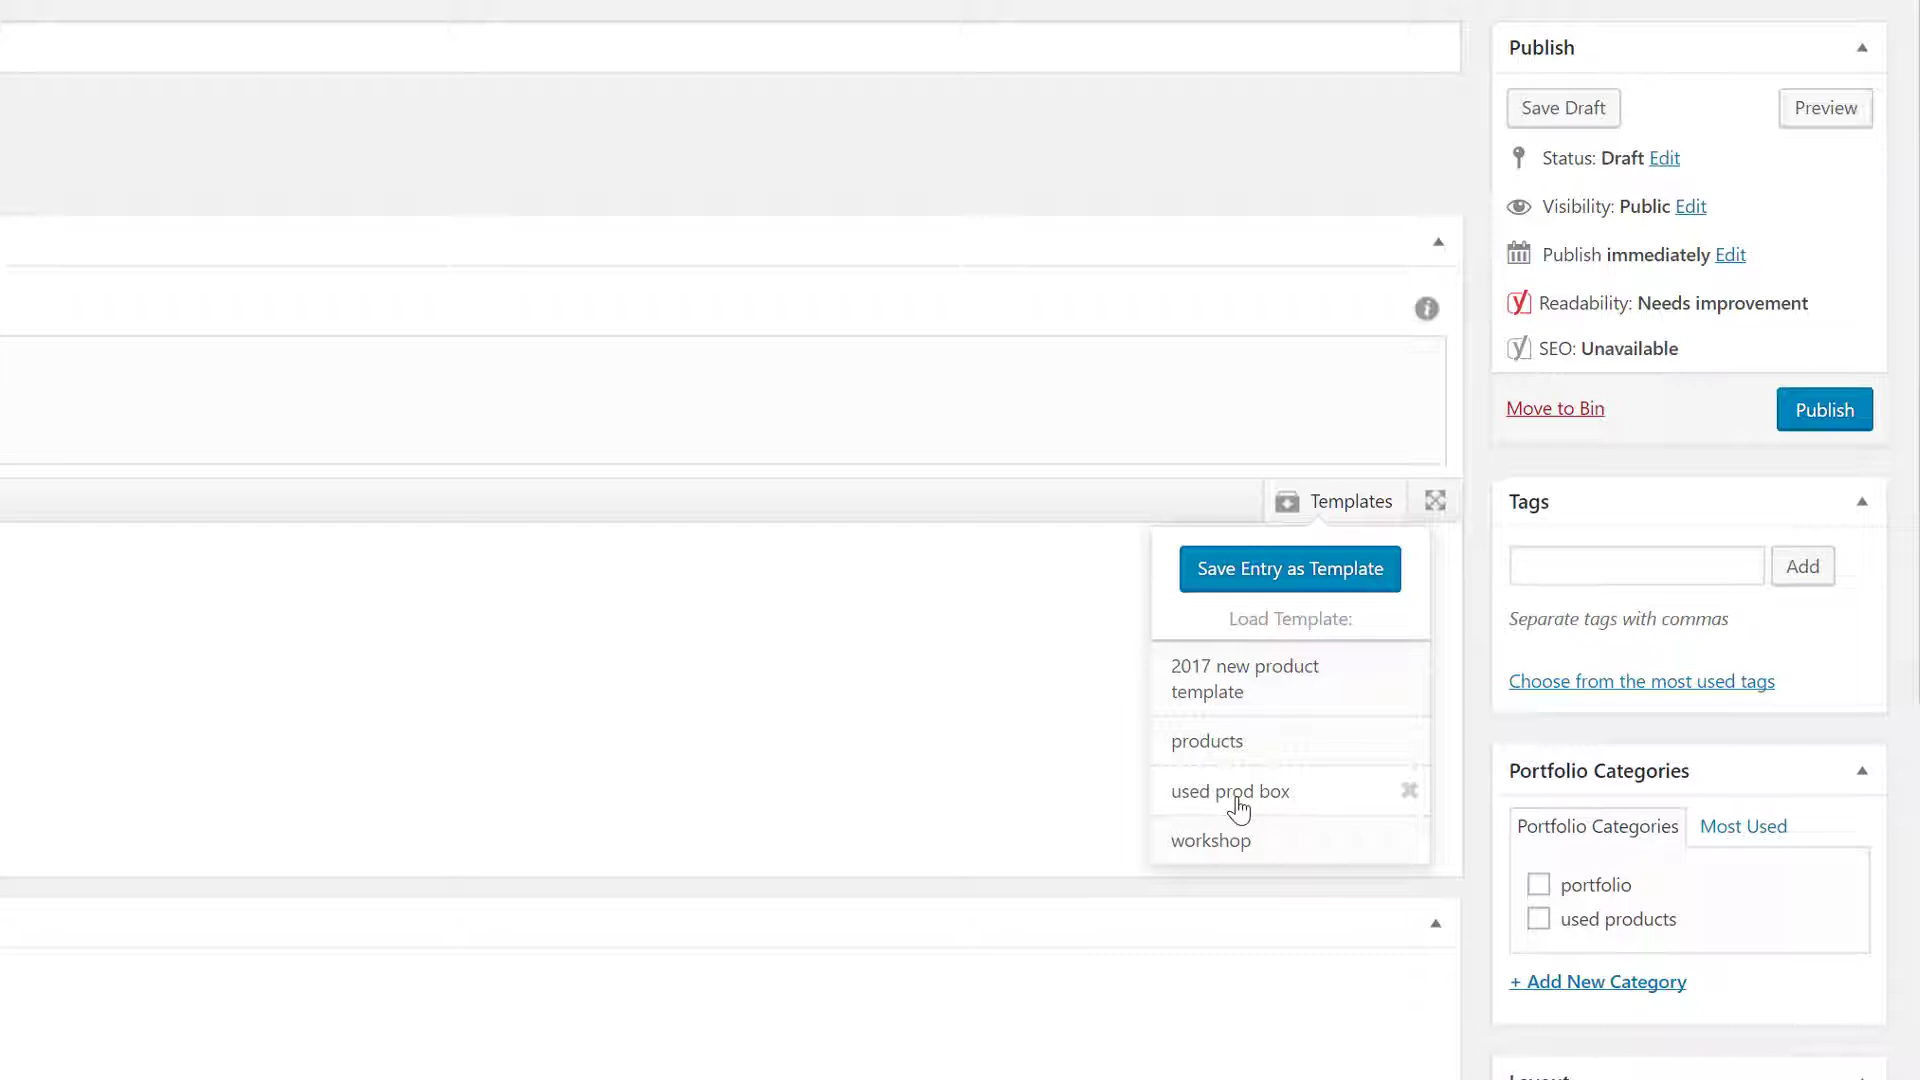 Publish
Save Draft
Preview
Status: Draft Edit
Visibility: Public Edit
Publish immediately Edit
Readability: Needs improvement
SEO: Unavailable
Move to Bin
Publish
Templates
Save Entry as Template
Load Template:
2017 new product
template
products
used prod box
workshop
Tags
Add
Separate tags with commas
Choose from the most used tags
Portfolio Categories
Portfolio Categories
Most Used
portfolio
used products
+ Add New Category